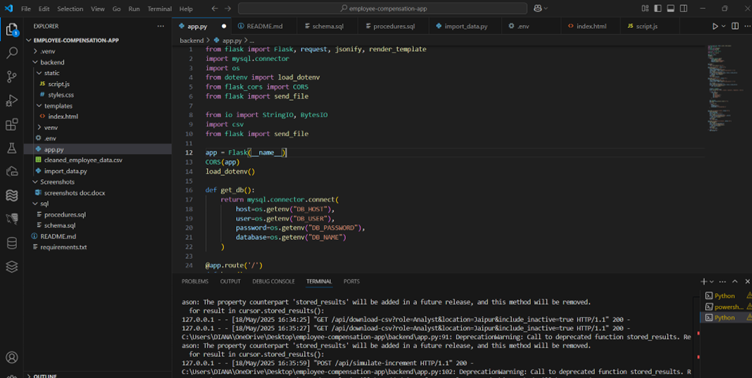 File Edit Selection View Go Run Terminal Help
employee-compensation-app
EXPLORER
EMPLOYEE-COMPENSATION-APP
.venv
backend
static
script.js
styles.css
templates
index.html
venv
.env
app.py
cleaned_employee_data.csv
import_data.py
Screenshots
screenshots doc.docx
sql
procedures.sql
schema.sql
README.md
requirements.txt
OUTLINE
app.py README.md schema.sql procedures.sql import_data.py .env index.html script.js
backend > app.py > ...
1 from flask import Flask, request, jsonify, render_template
2 import mysql.connector
3 import os
4 from dotenv import load_dotenv
5 from flask_cors import CORS
6 from flask import send_file
7
8 from io import StringIO, BytesIO
9 import csv
10 from flask import send_file
11
12 app = Flask(__name__)
13 CORS(app)
14 load_dotenv()
15
16 def get_db():
17 return mysql.connector.connect(
18 host=os.getenv("DB_HOST"),
19 user=os.getenv("DB_USER"),
20 password=os.getenv("DB_PASSWORD"),
21 database=os.getenv("DB_NAME")
22 )
23
24 @app.route('/')
PROBLEMS OUTPUT DEBUG CONSOLE TERMINAL PORTS
ason: The property counterpart 'stored_results' will be added in a future release, and this method will be removed.
for result in cursor.stored_results():
127.0.0.1 - - [18/May/2025 16:34:25] "GET /api/download-csv?role=Analyst&location=Jaipur&include_inactive=true HTTP/1.1" 200 -
127.0.0.1 - - [18/May/2025 16:35:27] "GET /api/download-csv?role=Analyst&location=Jaipur&include_inactive=true HTTP/1.1" 200 -
C:\Users\DIANA\OneDrive\Desktop\employee-compensation-app\backend\app.py:91: DeprecationWarning: Call to deprecated function stored_results. Re
ason: The property counterpart 'stored_results' will be added in a future release, and this method will be removed.
for result in cursor.stored_results():
127.0.0.1 - - [18/May/2025 16:35:59] "POST /api/simulate-increment HTTP/1.1" 200 -
C:\Users\DIANA\OneDrive\Desktop\employee-compensation-app\backend\app.py:102: DeprecationWarning: Call to deprecated function stored_results. R
Python
powersh...
Python